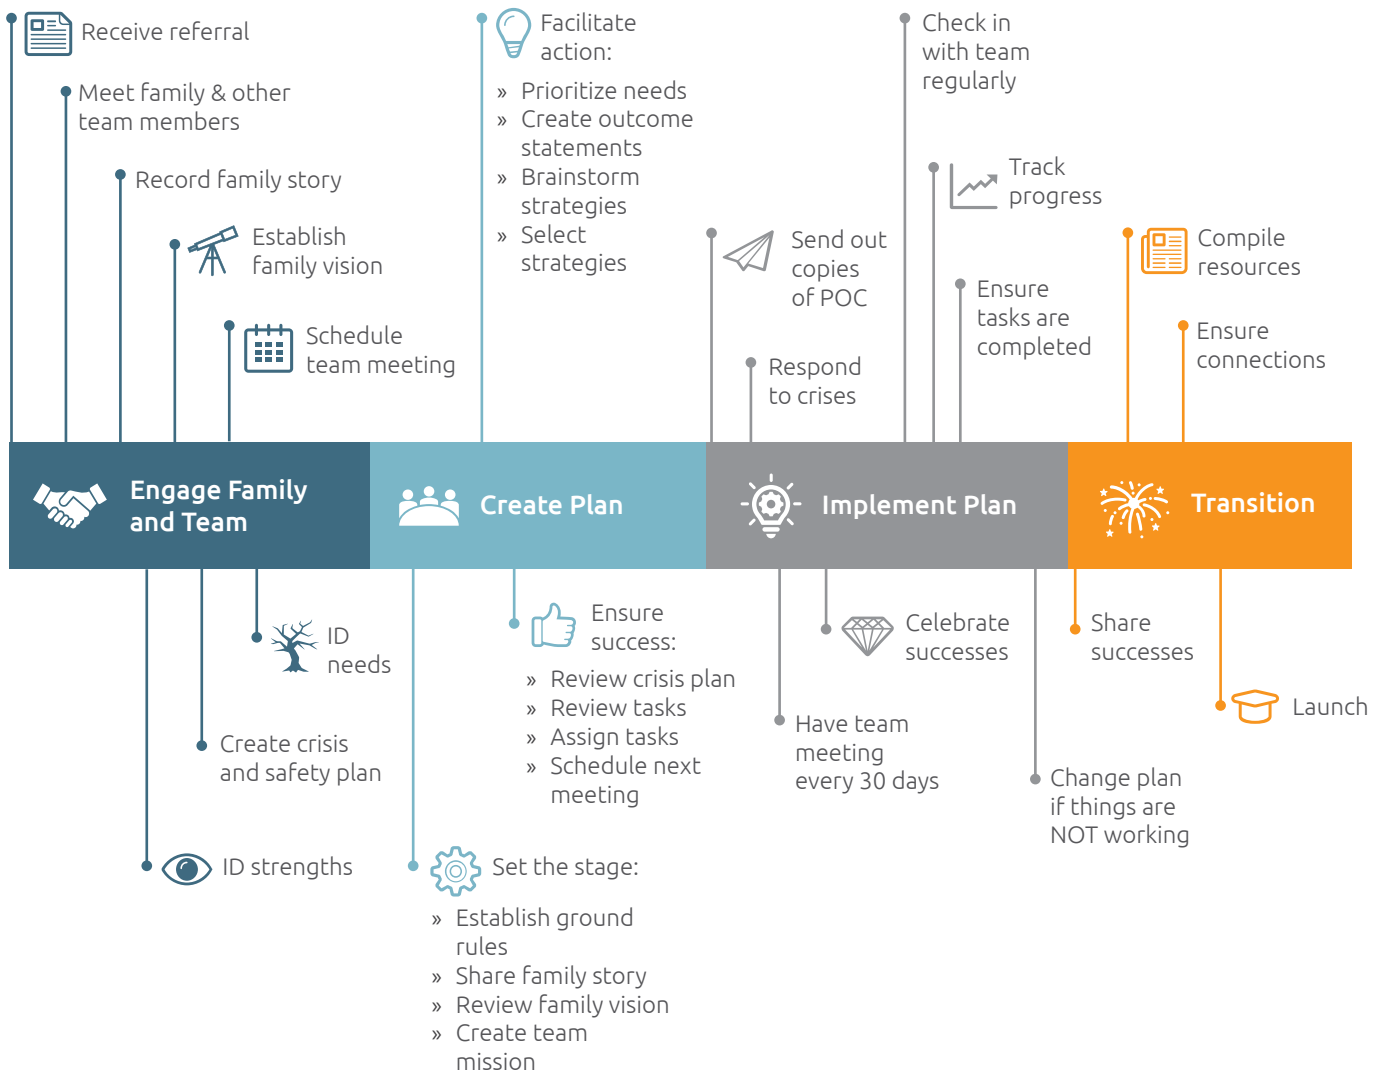 Receive referral
Meet family & other
team members
Record family story
Establish
family vision
Schedule
team meeting
Facilitate
action:
» Prioritize needs
» Create outcome
statements
» Brainstorm
strategies
» Select
strategies
Send out
copies
of POC
Respond
to crises
Check in
with team
regularly
Track
progress
Ensure
tasks are
completed
Compile
resources
Ensure
connections
Engage Family
and Team
Create Plan
Implement Plan
Transition
ID
needs
Create crisis
and safety plan
ID strengths
Ensure
success:
» Review crisis plan
» Review tasks
» Assign tasks
» Schedule next
meeting
Set the stage:
» Establish ground
rules
» Share family story
» Review family vision
» Create team
mission
Celebrate
successes
Have team
meeting
every 30 days
Change plan
if things are
NOT working
Share
successes
Launch